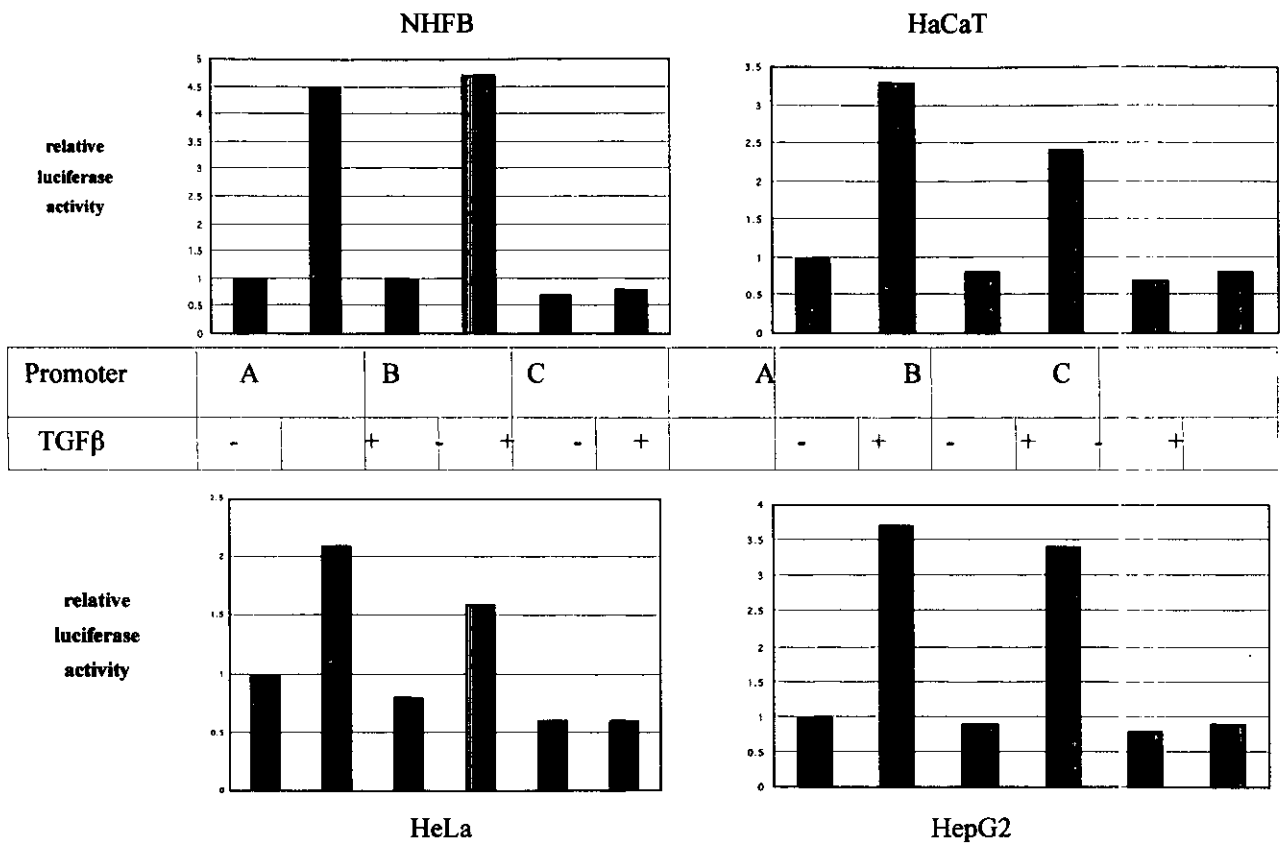 NHFB
HaCaT
5
4.5
4
3.5
3
2.5
2
1.5
1
0.5
0
relative
luciferase
activity
3.5
3
2.5
2
1.5
1
0.5
0
Promoter A B C A B C
TGFβ - + - + - + - + - + - +
2.5
2
1.5
1
0.5
0
relative
luciferase
activity
4
3.5
3
2.5
2
1.5
1
0.5
0
HeLa
HepG2